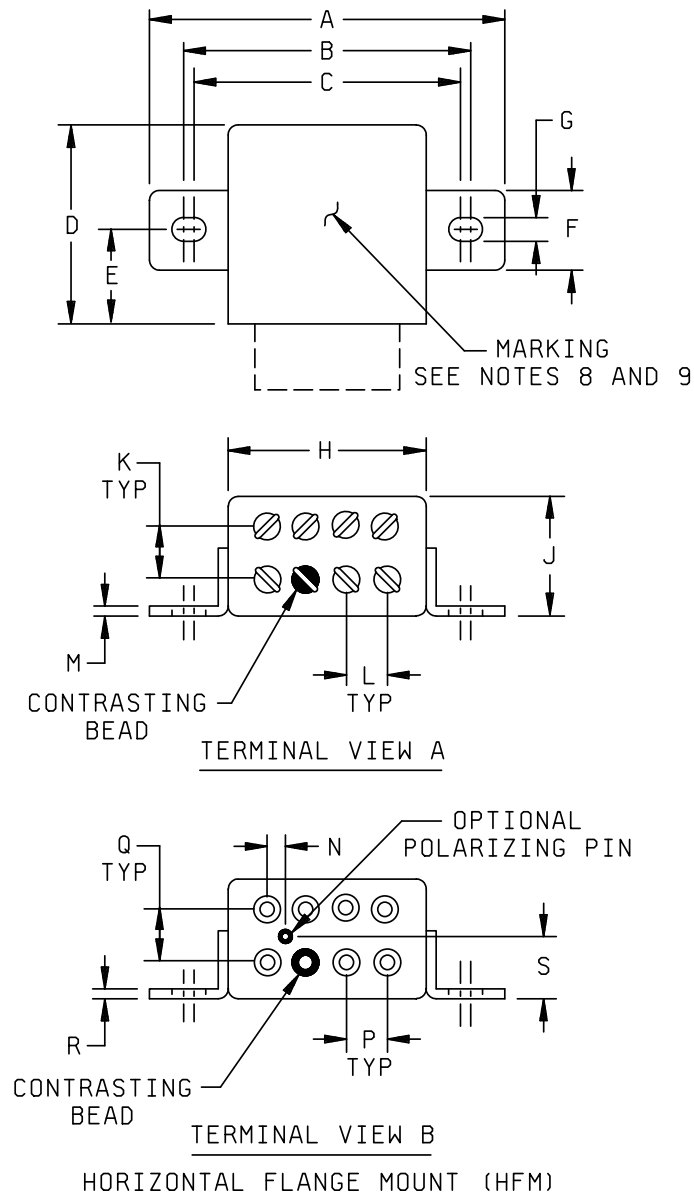 A
B
C
G
D
F
E
MARKING
SEE NOTES 8 AND 9
H
K
TYP
J
M
L
TYP
CONTRASTING
BEAD
TERMINAL VIEW A
OPTIONAL
POLARIZING PIN
Q
TYP
N
S
R
P
TYP
CONTRASTING
BEAD
TERMINAL VIEW B
HORIZONTAL FLANGE MOUNT (HFM)